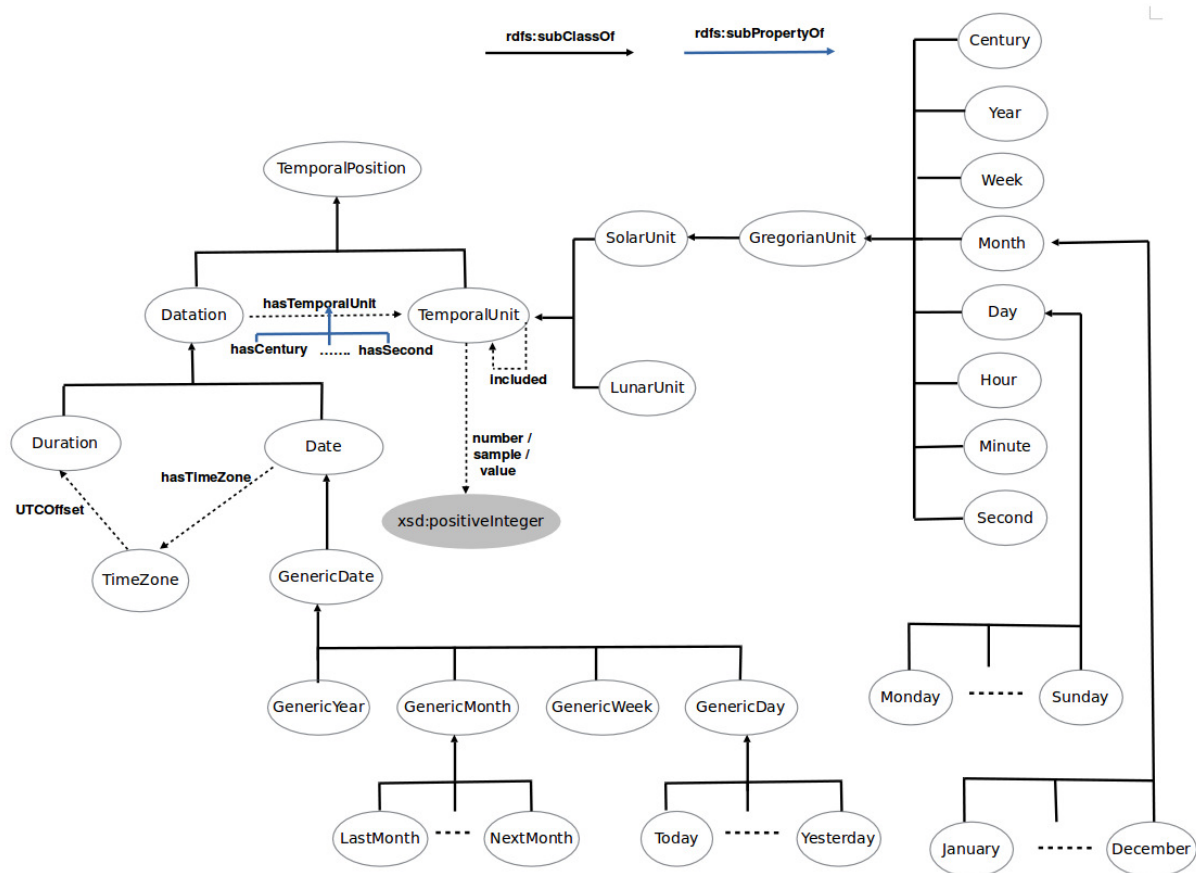 rdfs:subClassOf
rdfs:subPropertyOf
Century
Year
TemporalPosition
Week
SolarUnit
GregorianUnit
Month
Datation
hasTemporalUnit
TemporalUnit
Day
hasCentury
.......
hasSecond
included
LunarUnit
Hour
Duration
Date
number /
sample /
value
Minute
hasTimeZone
UTCOffset
xsd:positiveInteger
Second
TimeZone
GenericDate
GenericYear
GenericMonth
GenericWeek
GenericDay
Monday
Sunday
LastMonth
NextMonth
Today
Yesterday
January
December